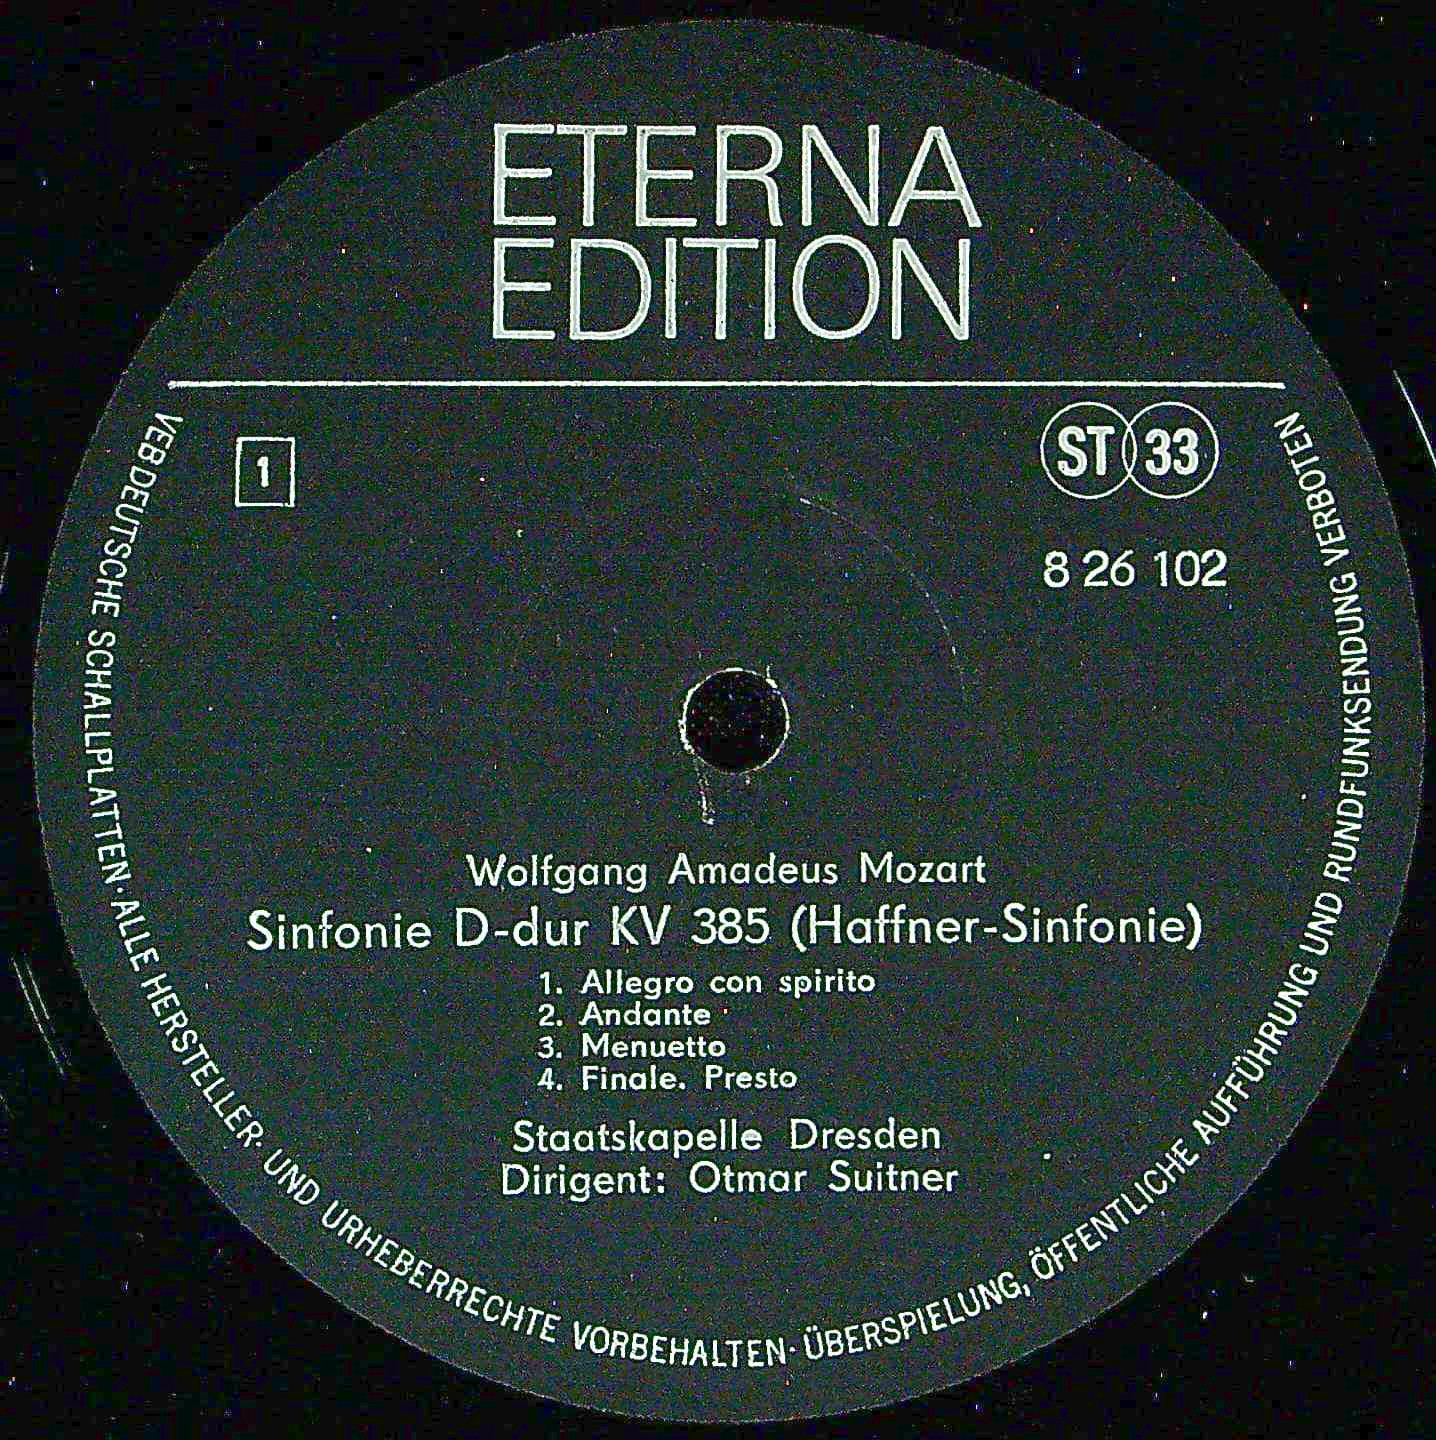 ETERNA
EDITION
1
ST 33
8 26 102
Wolfgang Amadeus Mozart
Sinfonie D-dur KV 385 (Haffner-Sinfonie)
1. Allegro con spirito
2. Andante
3. Menuetto
4. Finale. Presto
Staatskapelle Dresden
Dirigent: Otmar Suitner
VEB DEUTSCHE SCHALLPLATTEN · ALLE HERSTELLER- UND URHEBERRECHTE VORBEHALTEN · ÜBERSPIELUNG, ÖFFENTLICHE AUFFÜHRUNG UND RUNDFUNKSENDUNG VERBOTEN